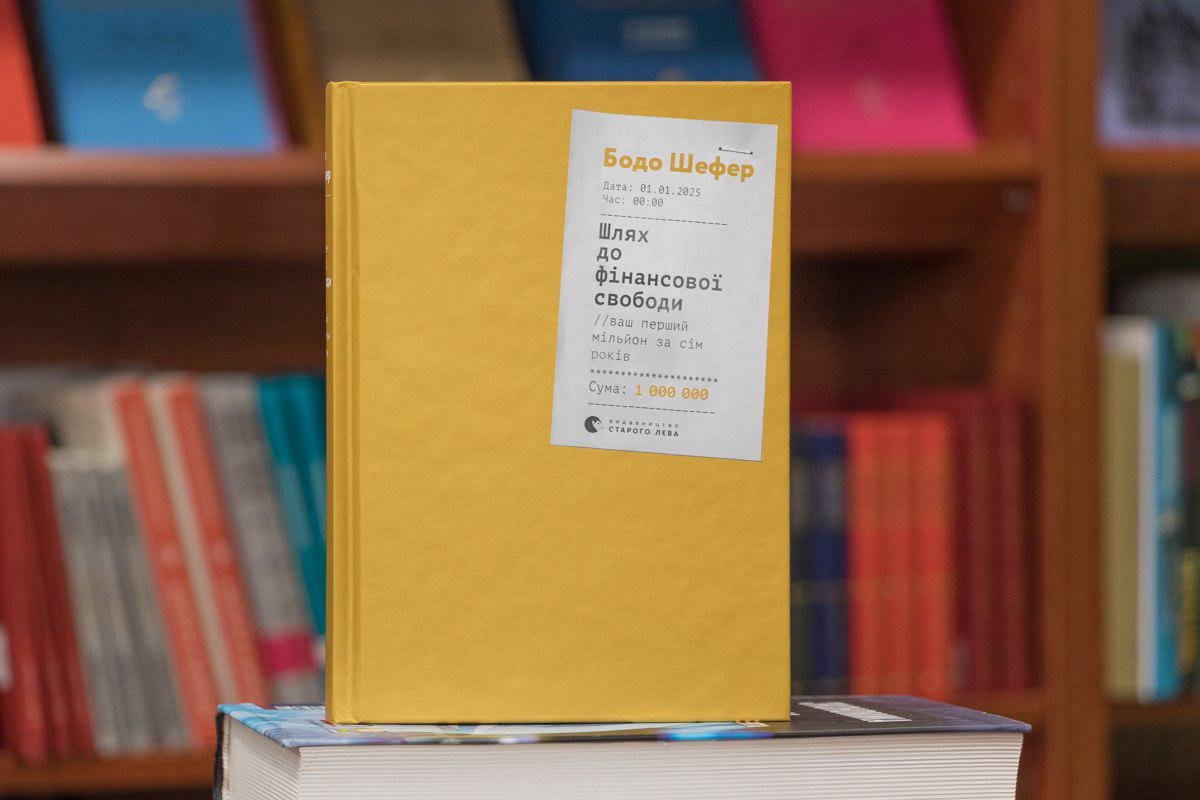 Бодо Шефер
Дата: 01.01.2025
Час: 00:00
--------------------
Шлях
до
фінансової
свободи
//ваш перший
мільйон за сім
років
*********************
Сума: 1 000 000
--------------------
видавництво
СТАРОГО ЛЕВА